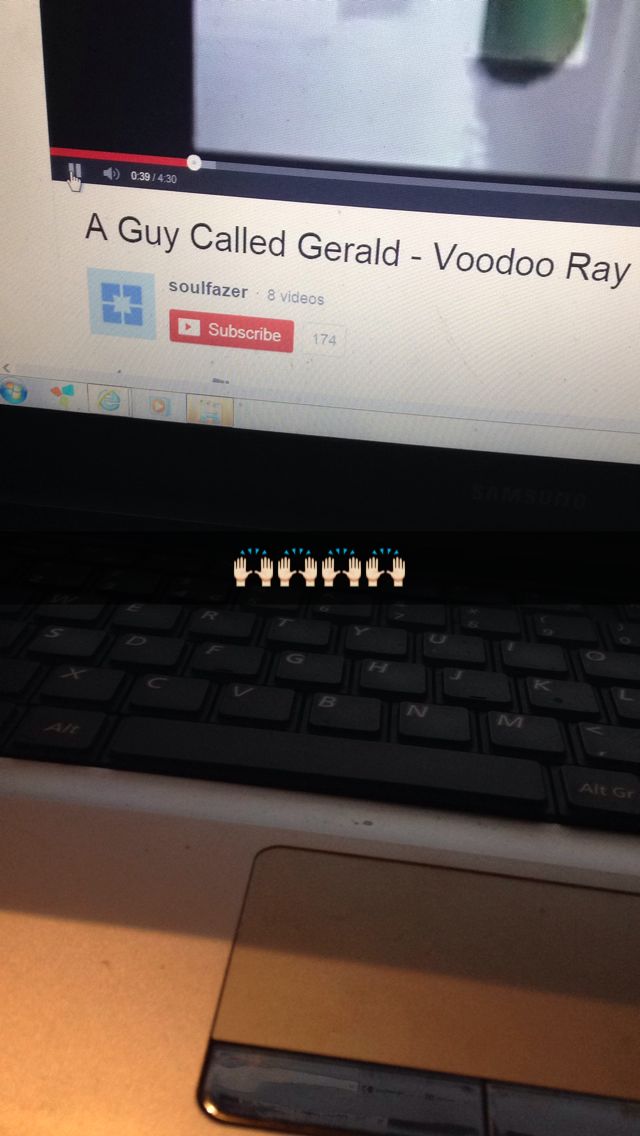 0:39 / 4:30
A Guy Called Gerald - Voodoo Ray
soulfazer · 8 videos
Subscribe 174
SAMSUNG
🙌🏻🙌🏻🙌🏻🙌🏻
W E R T Y U I O
S D F G H J K L
X C V B N M <
Alt Alt Gr